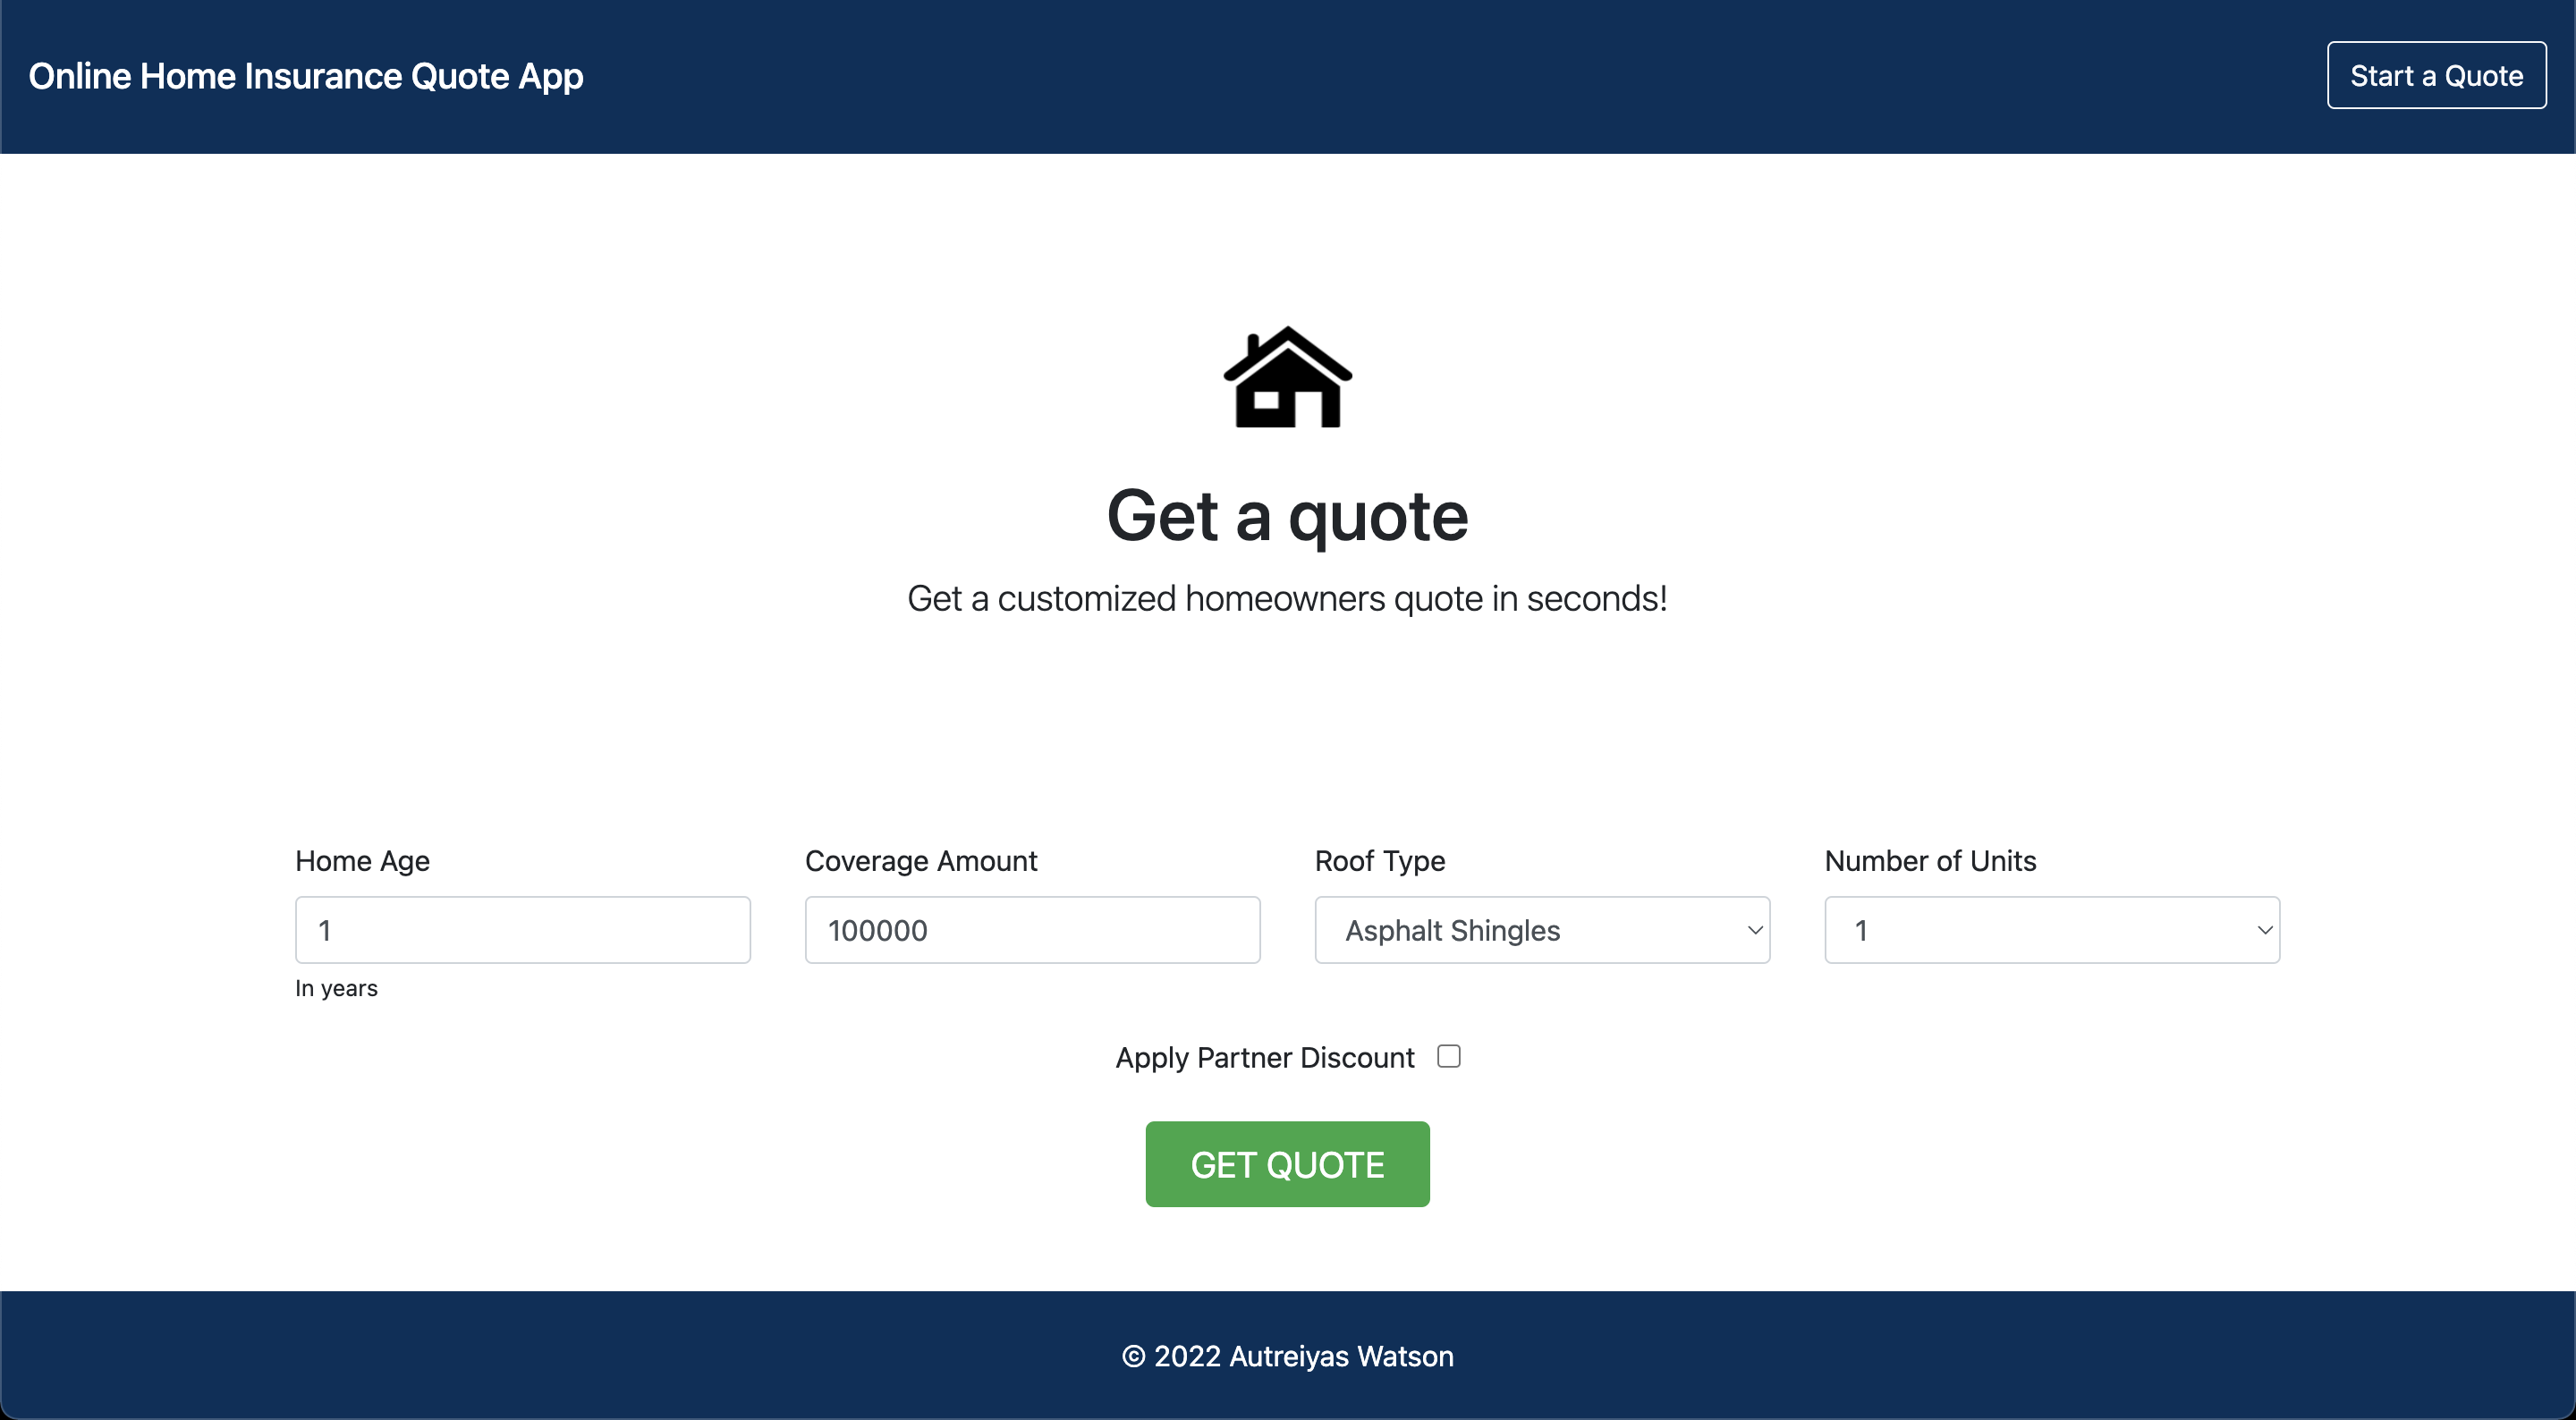 Online Home Insurance Quote App
Start a Quote
Get a quote
Get a customized homeowners quote in seconds!
Home Age
Coverage Amount
Roof Type
Number of Units
1
100000
Asphalt Shingles
1
In years
Apply Partner Discount
GET QUOTE
© 2022 Autreiyas Watson